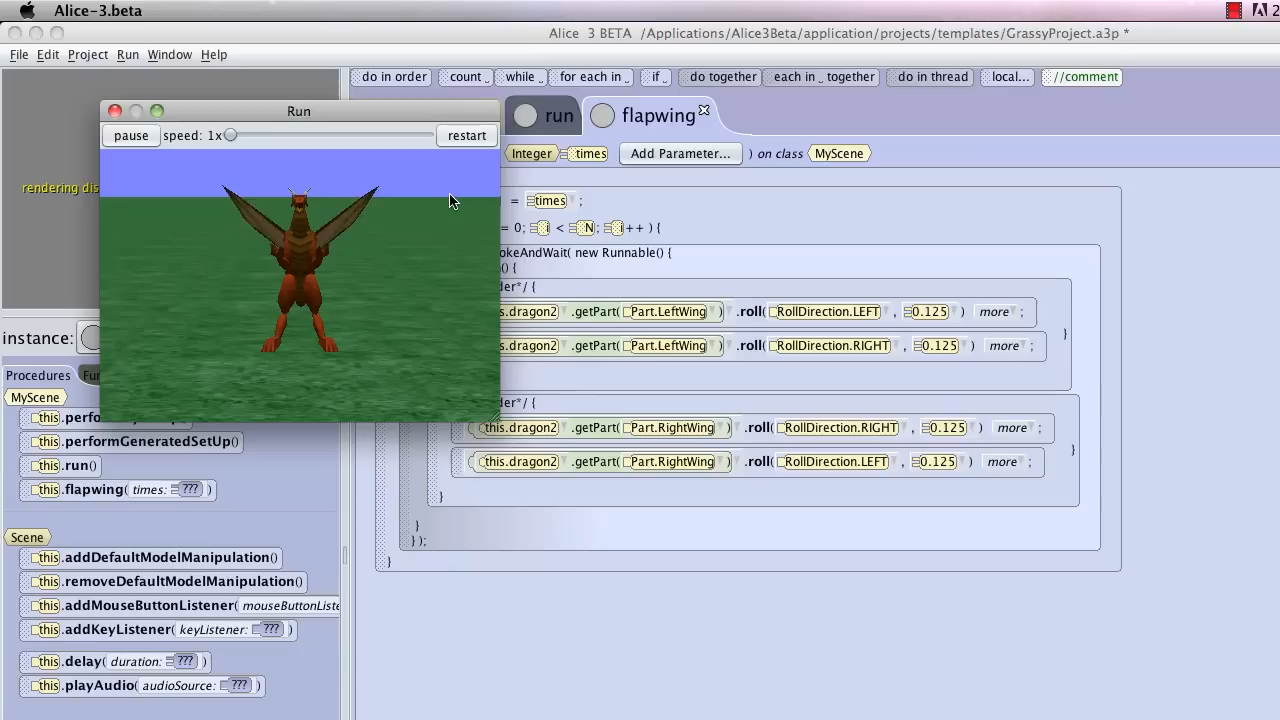 Alice-3.beta
2
Alice 3 BETA /Applications/Alice3Beta/application/projects/templates/GrassyProject.a3p *
File Edit Project Run Window Help
do in order count while for each in if do together each in together do in thread local... //comment
Run
run flapwing
pause speed: 1x restart
Integer times Add Parameter... ) on class MyScene
rendering dis
= times ;
= 0; i < N; i ++ ) {
okeAndWait( new Runnable() {
() {
der*/ {
s.dragon2 .getPart( Part.LeftWing ) .roll( RollDirection.LEFT , 0.125 ) more ;
instance:
s.dragon2 .getPart( Part.LeftWing ) .roll( RollDirection.RIGHT , 0.125 ) more ;
}
Procedures Fu
MyScene
der*/ {
this.perfo
( this.dragon2 .getPart( Part.RightWing ) .roll( RollDirection.RIGHT , 0.125 ) more ;
this.performGeneratedSetUp()
( this.dragon2 .getPart( Part.RightWing ) .roll( RollDirection.LEFT , 0.125 ) more ;
}
this.run()
this.flapwing( times: ??? )
}
}
Scene
} );
this.addDefaultModelManipulation()
}
this.removeDefaultModelManipulation()
this.addMouseButtonListener( mouseButtonListe
this.addKeyListener( keyListener: ??? )
this.delay( duration: ??? )
this.playAudio( audioSource: ??? )